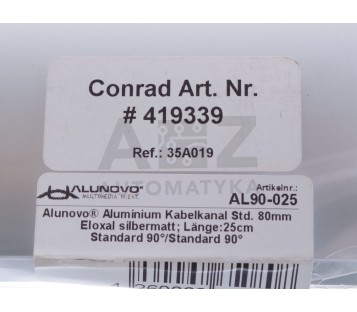 Conrad Art. Nr.
# 419339
Ref.: 35A019
AUTOMATYKA
ALUNOVO®
Artikelnr.:
AL90-025
Alunovo® Aluminium Kabelkanal Std. 80mm
Eloxal silbermatt; Länge:25cm
Standard 90°/Standard 90°